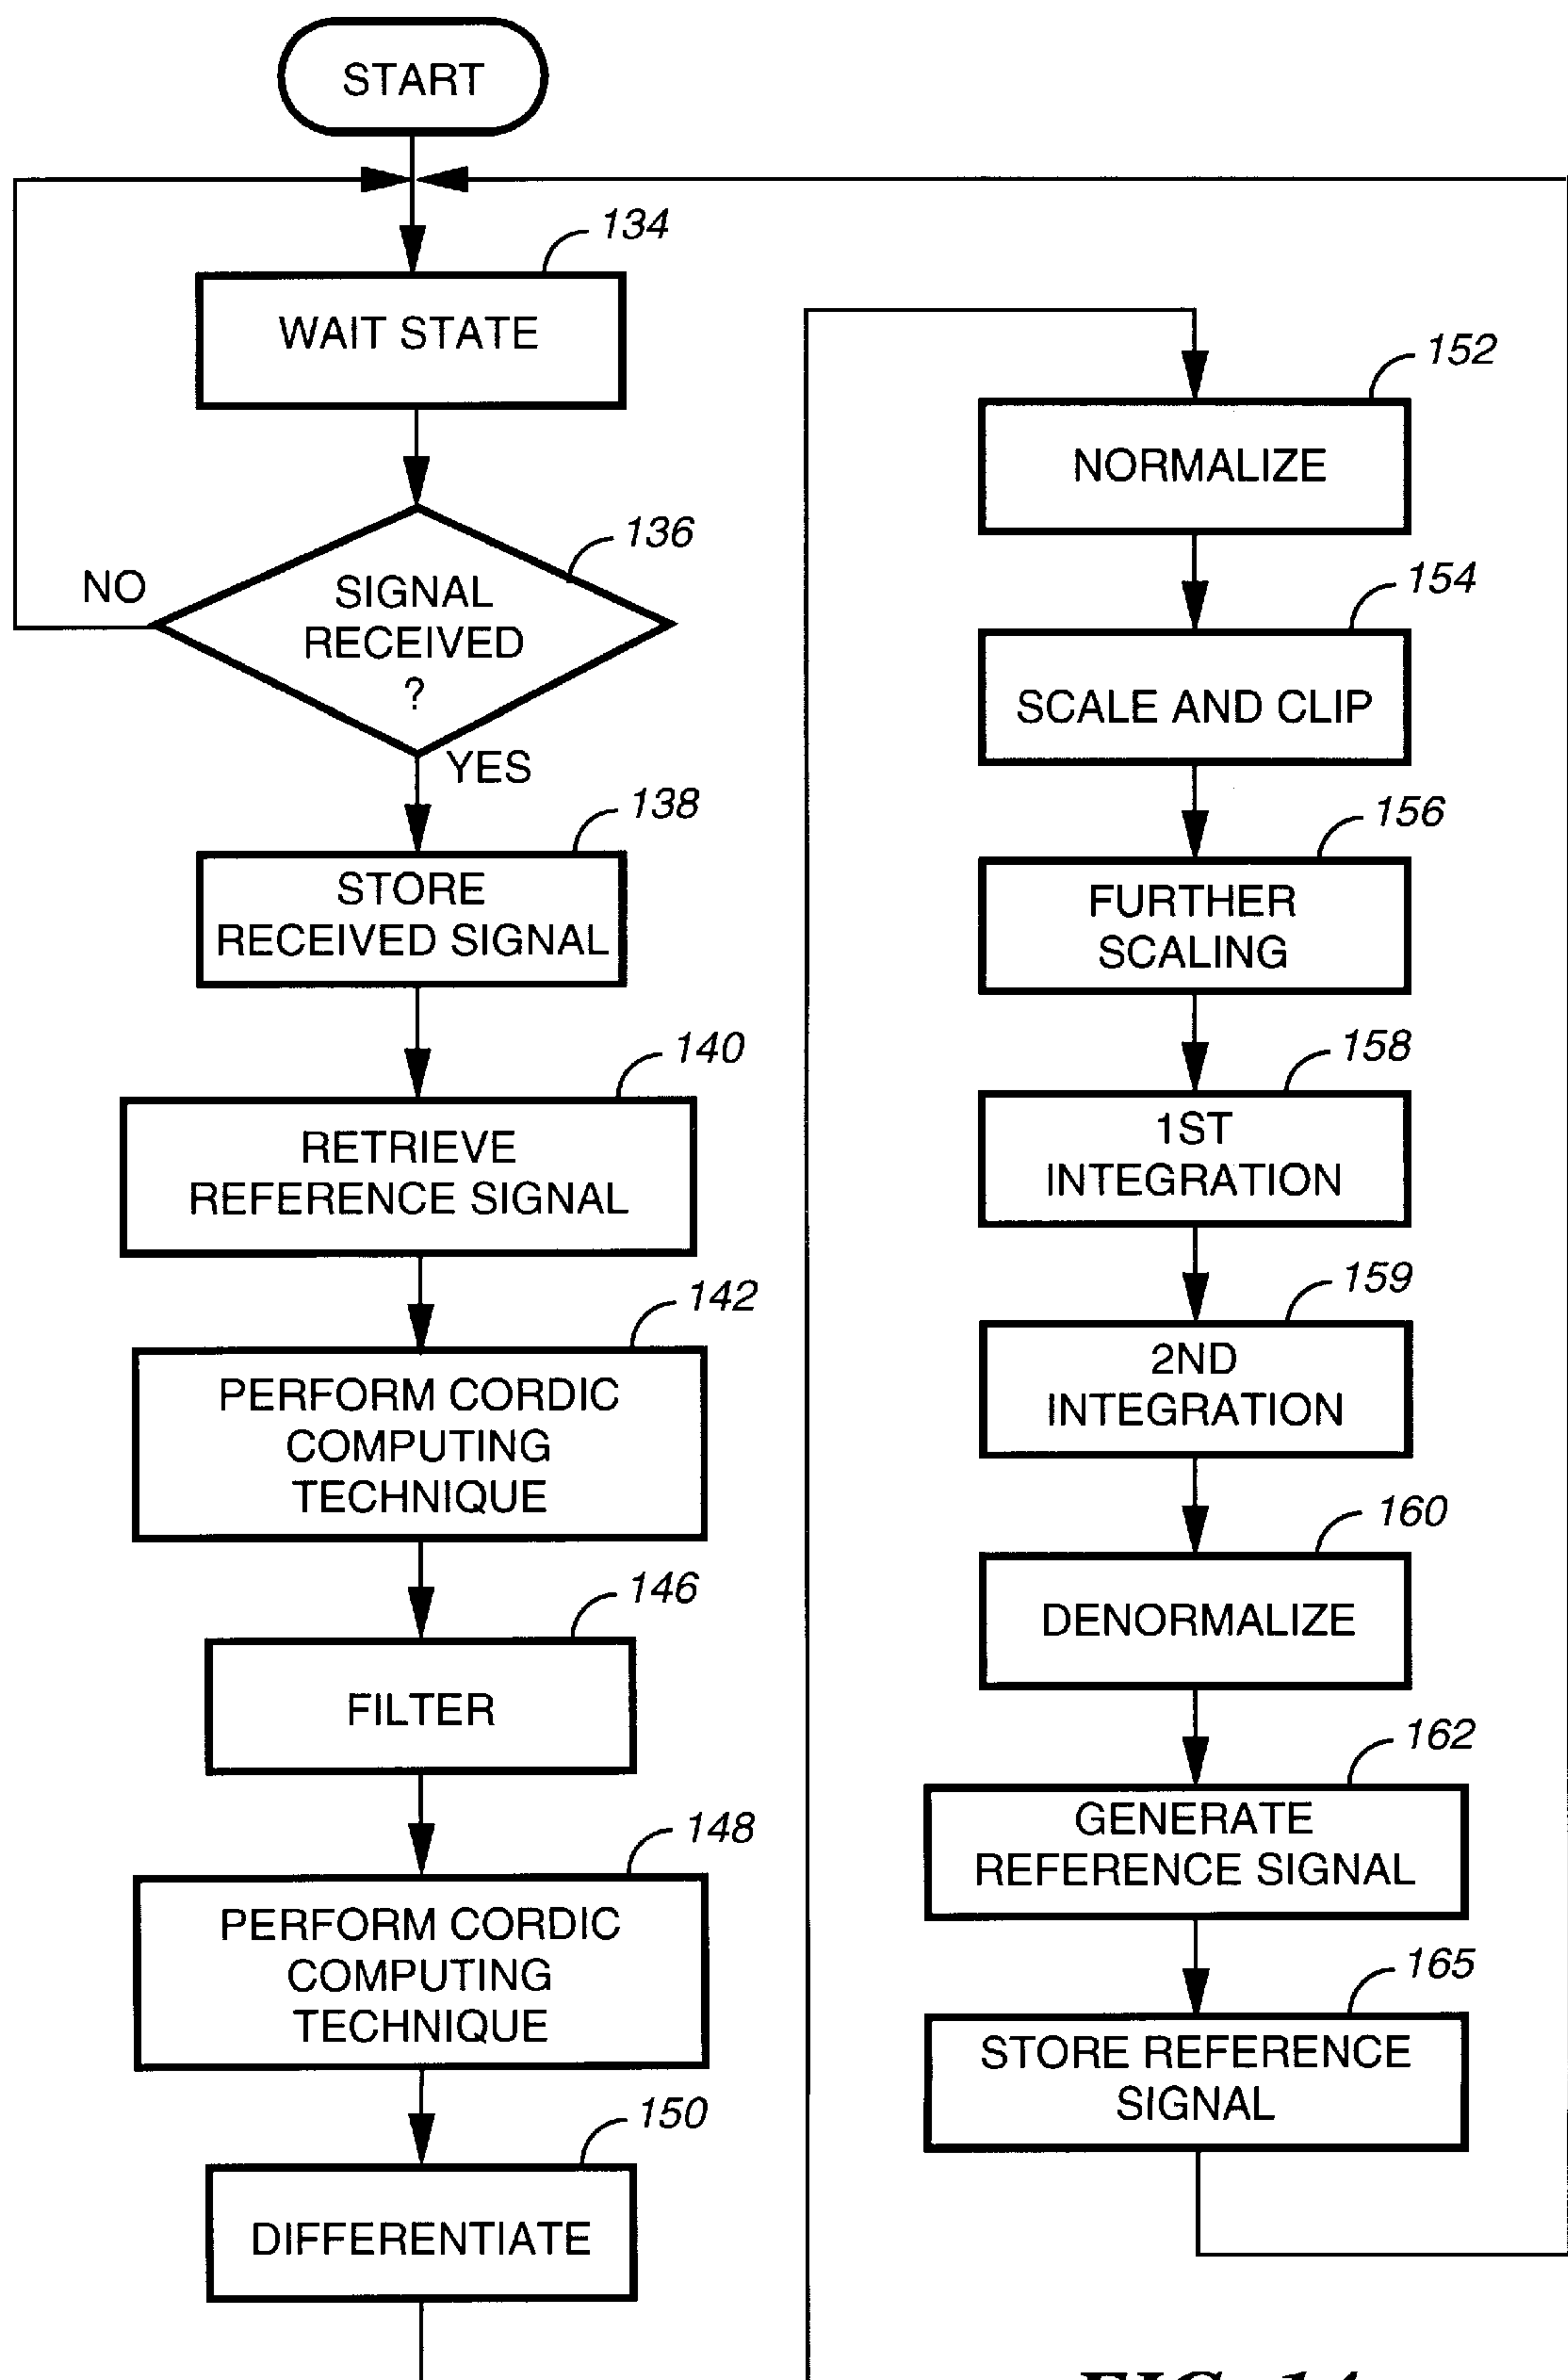 START
134
WAIT STATE
136
NO
SIGNAL
RECEIVED
?
YES
138
STORE
RECEIVED SIGNAL
140
RETRIEVE
REFERENCE SIGNAL
142
PERFORM CORDIC
COMPUTING
TECHNIQUE
146
FILTER
148
PERFORM CORDIC
COMPUTING
TECHNIQUE
150
DIFFERENTIATE
152
NORMALIZE
154
SCALE AND CLIP
156
FURTHER
SCALING
158
1ST
INTEGRATION
159
2ND
INTEGRATION
160
DENORMALIZE
162
GENERATE
REFERENCE SIGNAL
165
STORE REFERENCE
SIGNAL